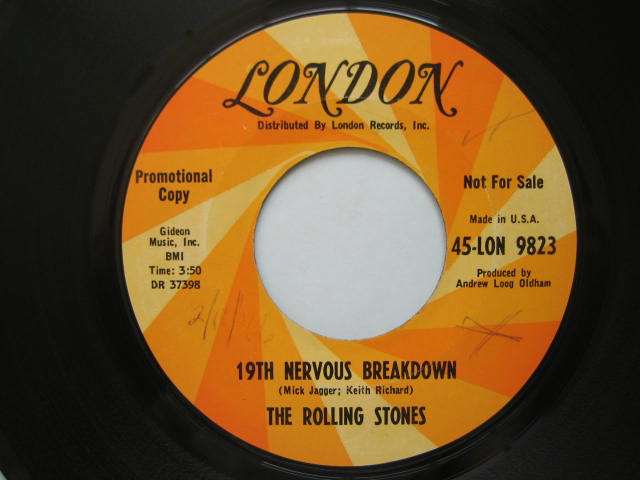 LONDON
Distributed By London Records, Inc.
Promotional
Copy
Not For Sale
Gideon
Music, Inc.
BMI
Time: 3:50
DR 37398
Made in U.S.A.
45-LON 9823
Produced by
Andrew Loog Oldham
19TH NERVOUS BREAKDOWN
(Mick Jagger; Keith Richard)
THE ROLLING STONES